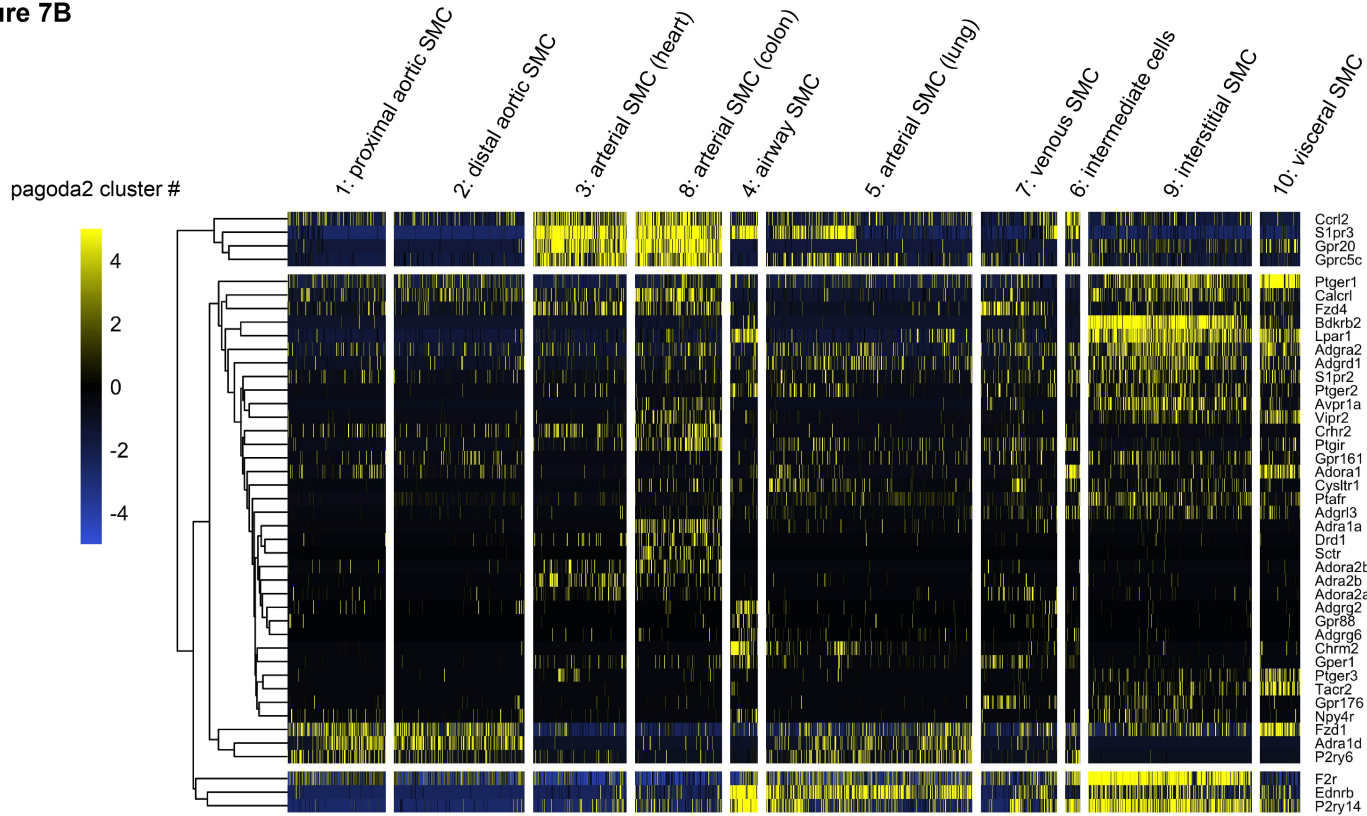 ure 7B
1: proximal aortic SMC
2: distal aortic SMC
3: arterial SMC (heart)
8: arterial SMC (colon)
4: airway SMC
5. arterial SMC (lung)
7: venous SMC
6: intermediate cells
9: interstitial SMC
10: visceral SMC
pagoda2 cluster #
4
2
0
-2
-4
Ccrl2
S1pr3
Gpr20
Gprc5c
Ptger1
Calcrl
Fzd4
Bdkrb2
Lpar1
Adgra2
Adgrd1
S1pr2
Ptger2
Avpr1a
Vipr2
Crhr2
Ptgir
Gpr161
Adora1
Cysltr1
Ptafr
Adgrl3
Adra1a
Drd1
Sctr
Adora2b
Adra2b
Adora2a
Adgrg2
Gpr88
Adgrg6
Chrm2
Gper1
Ptger3
Tacr2
Gpr176
Npy4r
Fzd1
Adra1d
P2ry6
F2r
Ednrb
P2ry14